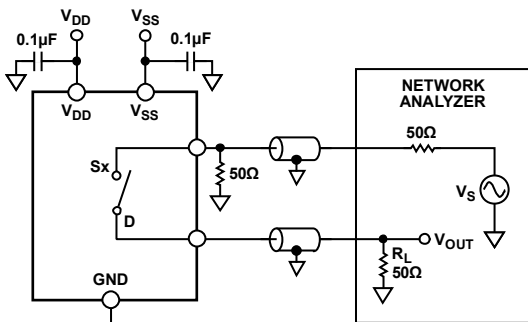 V_DD
V_SS
0.1µF
0.1µF
V_DD
V_SS
NETWORK
ANALYZER
50Ω
Sx
50Ω
V_S
D
V_OUT
R_L
50Ω
GND